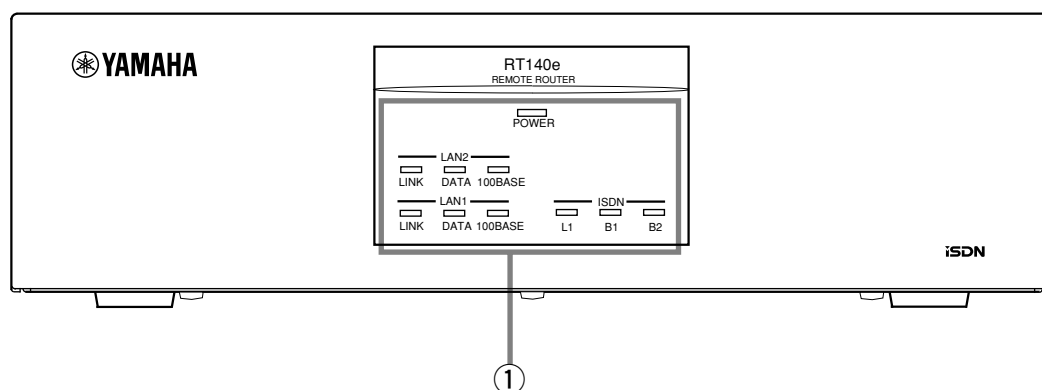 YAMAHA
RT140e
REMOTE ROUTER
POWER
LAN2
LINK DATA 100BASE
LAN1
LINK DATA 100BASE
ISDN
L1 B1 B2
iSDN
①